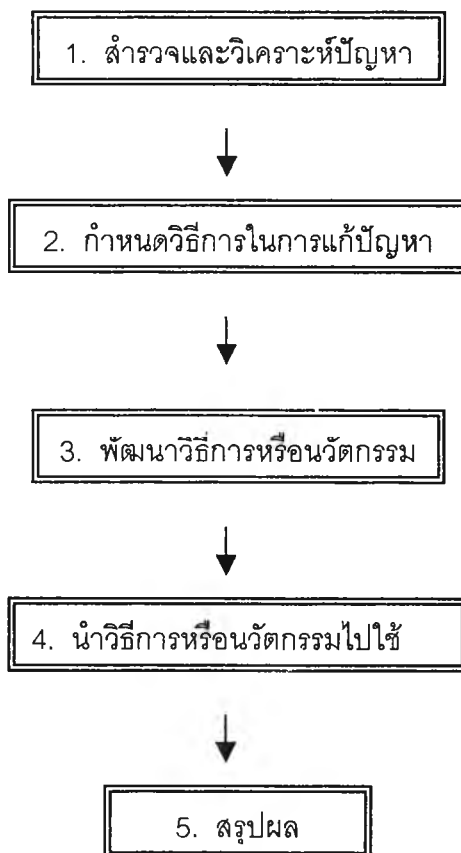 1. สำรวจและวิเคราะห์ปัญหา
2. กำหนดวิธีการในการแก้ปัญหา
3. พัฒนาวิธีการหรือนวัตกรรม
4. นำวิธีการหรือนวัตกรรมไปใช้
5. สรุปผล